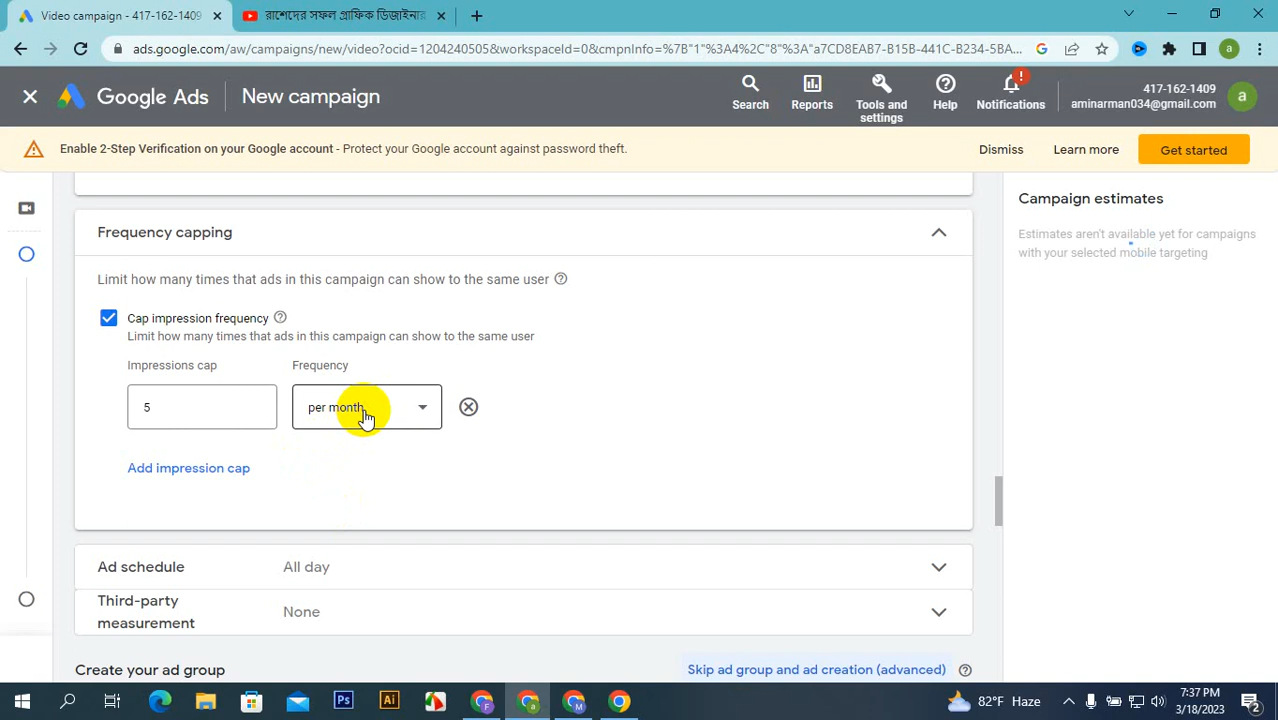 Video campaign - 417-162-1409
রাশেদের সফল গ্রাফিক ডিজাইনার
ads.google.com/aw/campaigns/new/video?ocid=1204240505&workspaceId=0&cmpnInfo=%7B"1"%3A4%2C"8"%3A"a7CD8EAB7-B15B-441C-B234-5BA...
a
Google Ads
New campaign
Search
Reports
Tools and
settings
Help
!
Notifications
417-162-1409
aminarman034@gmail.com
a
Enable 2-Step Verification on your Google account - Protect your Google account against password theft.
Dismiss
Learn more
Get started
Campaign estimates
Estimates aren't available yet for campaigns
with your selected mobile targeting
Frequency capping
Limit how many times that ads in this campaign can show to the same user
Cap impression frequency
Limit how many times that ads in this campaign can show to the same user
Impressions cap
Frequency
5
per month
Add impression cap
Ad schedule
All day
Third-party
measurement
None
Create your ad group
Skip ad group and ad creation (advanced)
Ps
Ai
F
a
M
82°F Haze
7:37 PM
3/18/2023
2